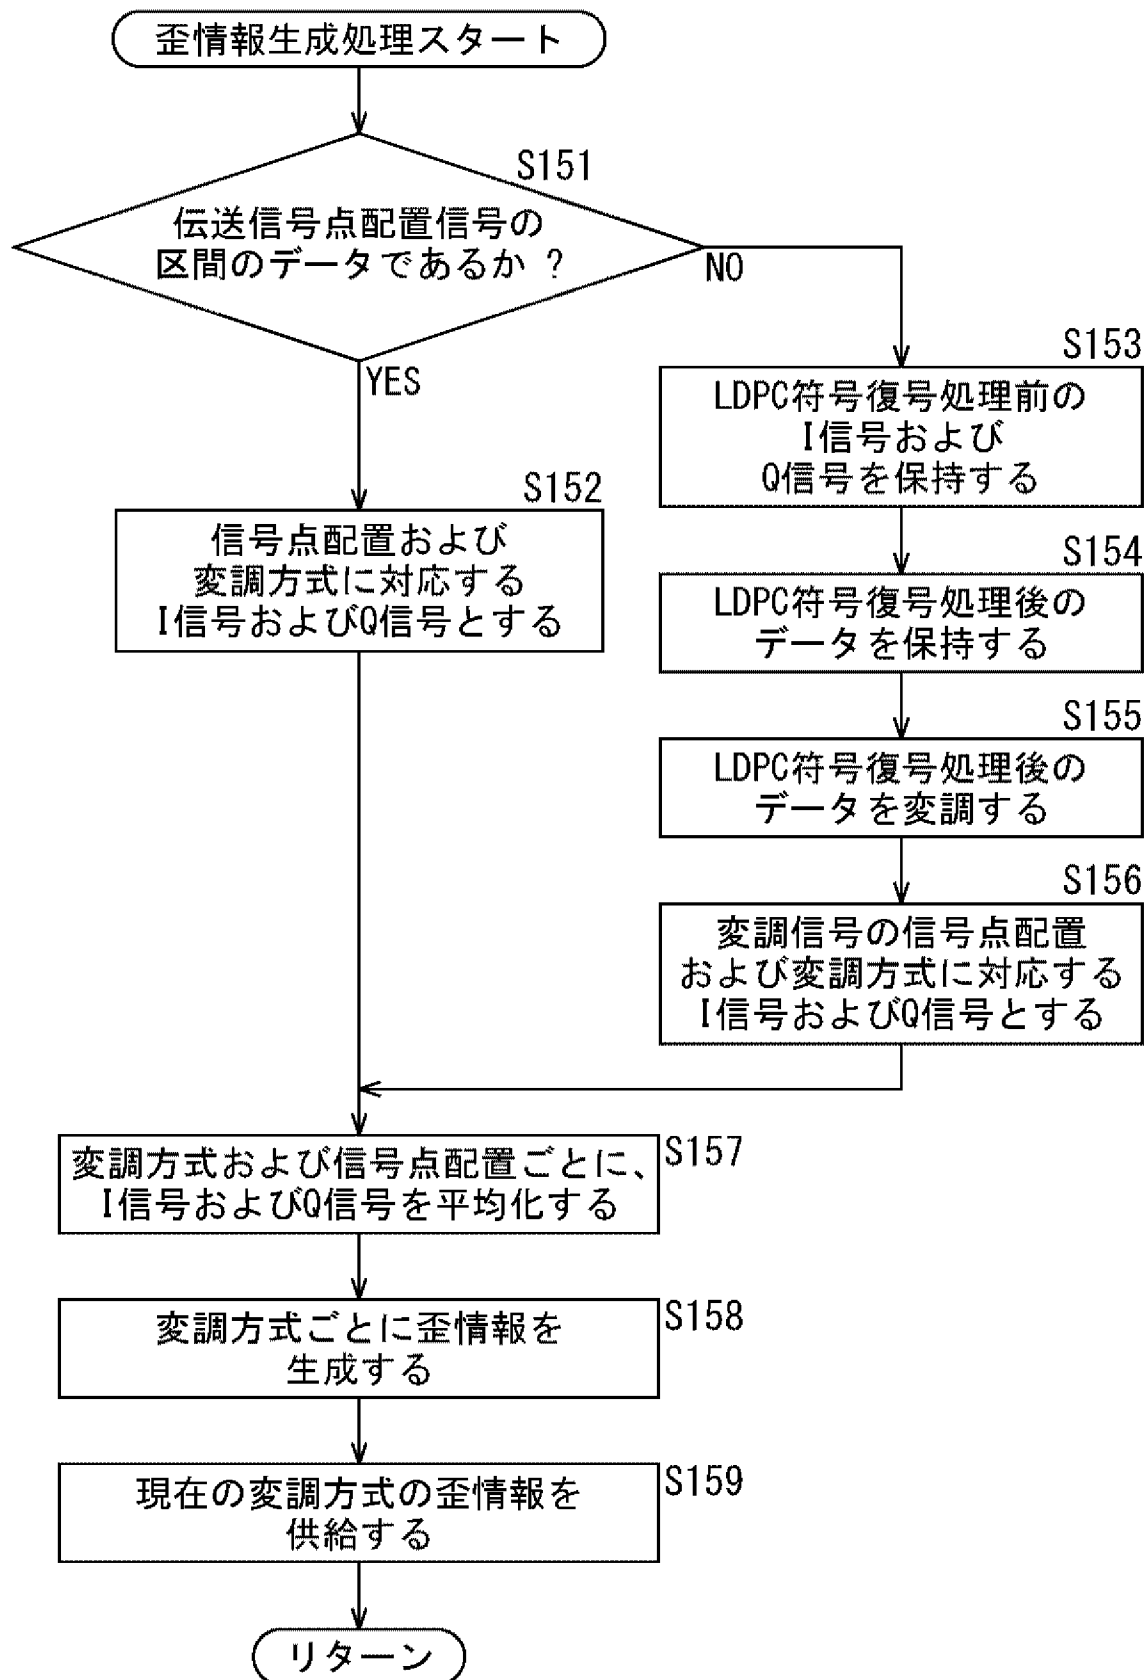 歪情報生成処理スタート
S151
伝送信号点配置信号の
区間のデータであるか ?
NO
YES
S153
LDPC符号復号処理前の
I信号および
Q信号を保持する
S152
信号点配置および
変調方式に対応する
I信号およびQ信号とする
S154
LDPC符号復号処理後の
データを保持する
S155
LDPC符号復号処理後の
データを変調する
S156
変調信号の信号点配置
および変調方式に対応する
I信号およびQ信号とする
S157
変調方式および信号点配置ごとに、
I信号およびQ信号を平均化する
S158
変調方式ごとに歪情報を
生成する
S159
現在の変調方式の歪情報を
供給する
リターン